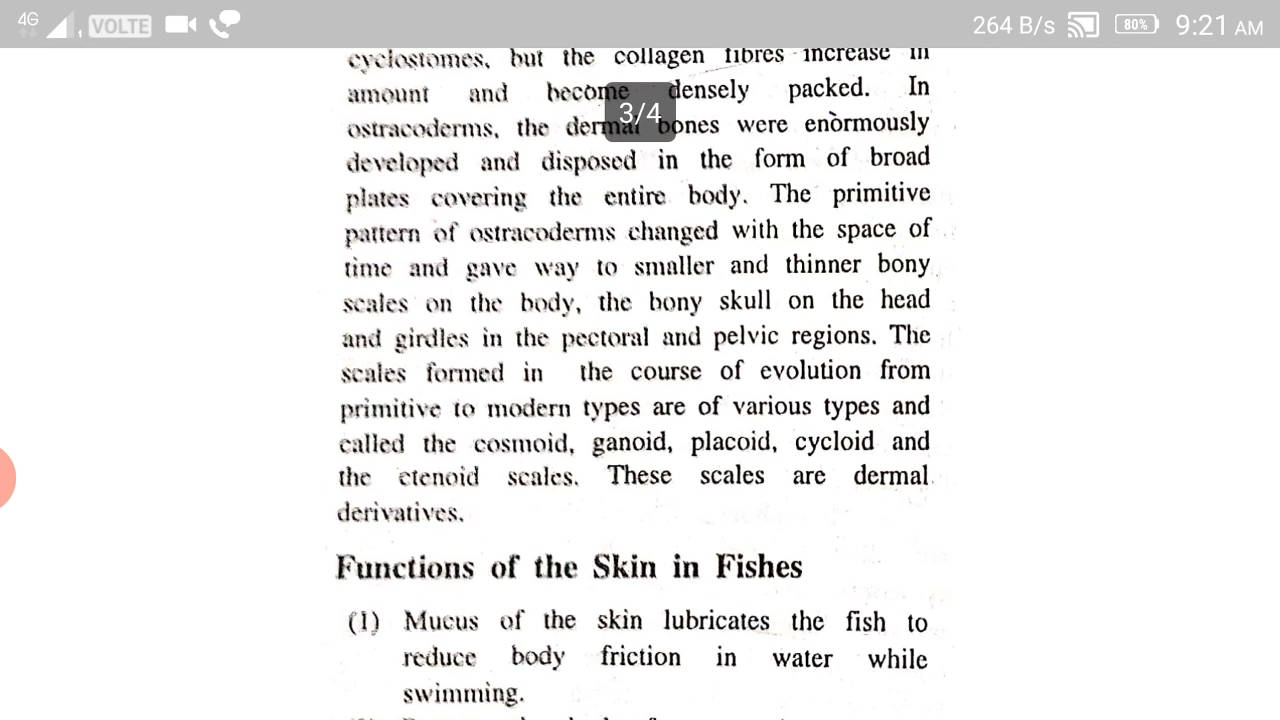 4G VOLTE 264 B/s 80% 9:21 AM
cyclostomes, but the collagen fibres increase in
amount and become densely packed. In
3/4
ostracoderms, the dermal bones were enormously
developed and disposed in the form of broad
plates covering the entire body. The primitive
pattern of ostracoderms changed with the space of
time and gave way to smaller and thinner bony
scales on the body, the bony skull on the head
and girdles in the pectoral and pelvic regions. The
scales formed in the course of evolution from
primitive to modern types are of various types and
called the cosmoid, ganoid, placoid, cycloid and
the ctenoid scales. These scales are dermal
derivatives.
Functions of the Skin in Fishes
(1) Mucus of the skin lubricates the fish to
reduce body friction in water while
swimming.